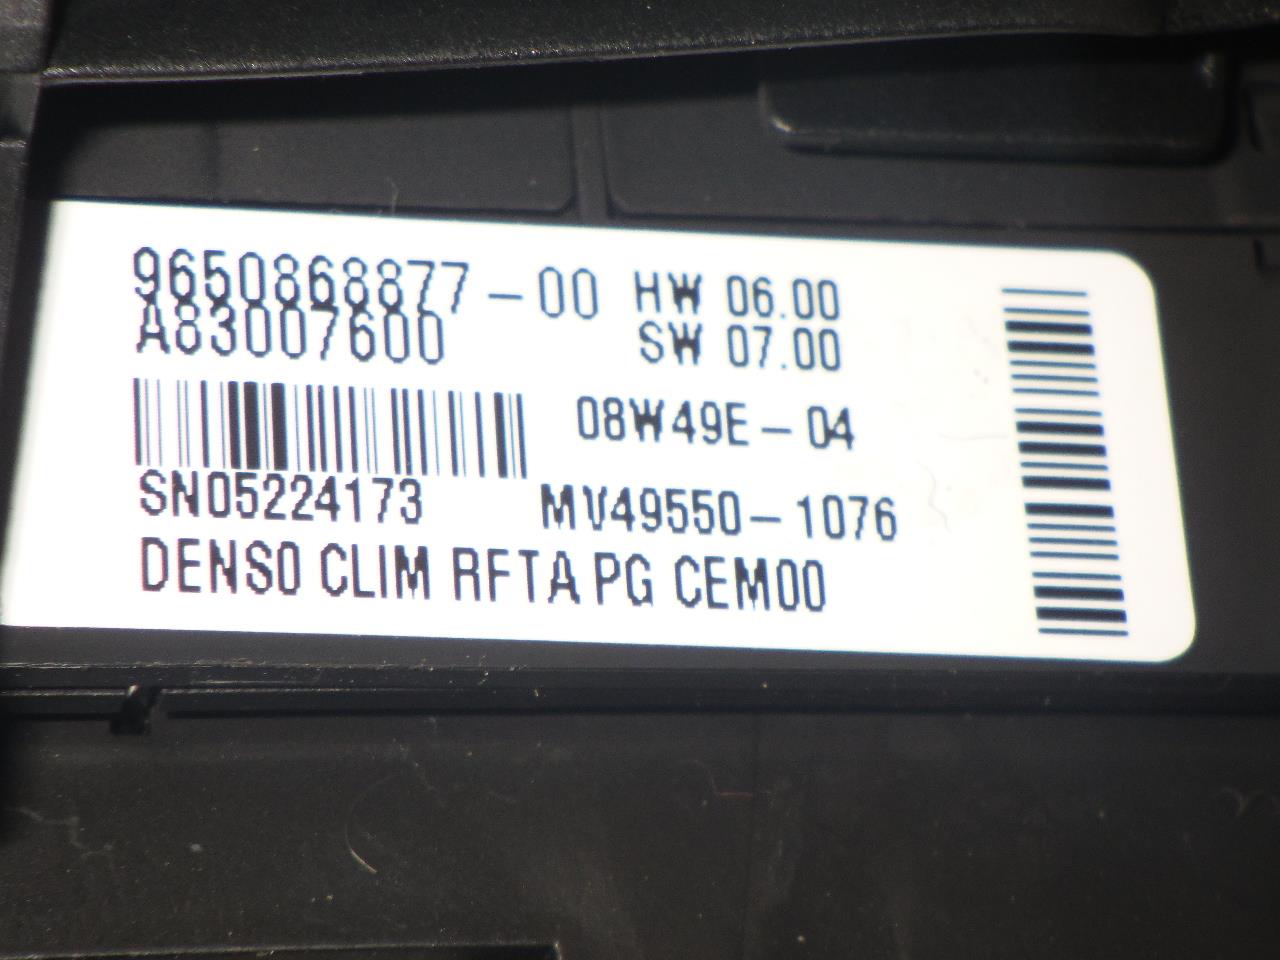 9650868877-00 HW 06.00
A83007600 SW 07.00
08W49E-04
SN05224173 MV49550-1076
DENSO CLIM RFTA PG CEM00